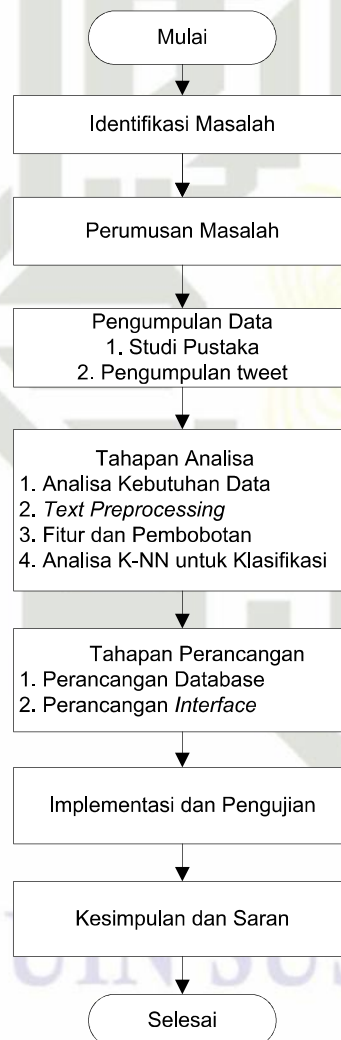 Mulai
Identifikasi Masalah
Perumusan Masalah
Pengumpulan Data
1. Studi Pustaka
2. Pengumpulan tweet
Tahapan Analisa
1. Analisa Kebutuhan Data
2. Text Preprocessing
3. Fitur dan Pembobotan
4. Analisa K-NN untuk Klasifikasi
Tahapan Perancangan
1. Perancangan Database
2. Perancangan Interface
Implementasi dan Pengujian
Kesimpulan dan Saran
UIN SUS
Selesai